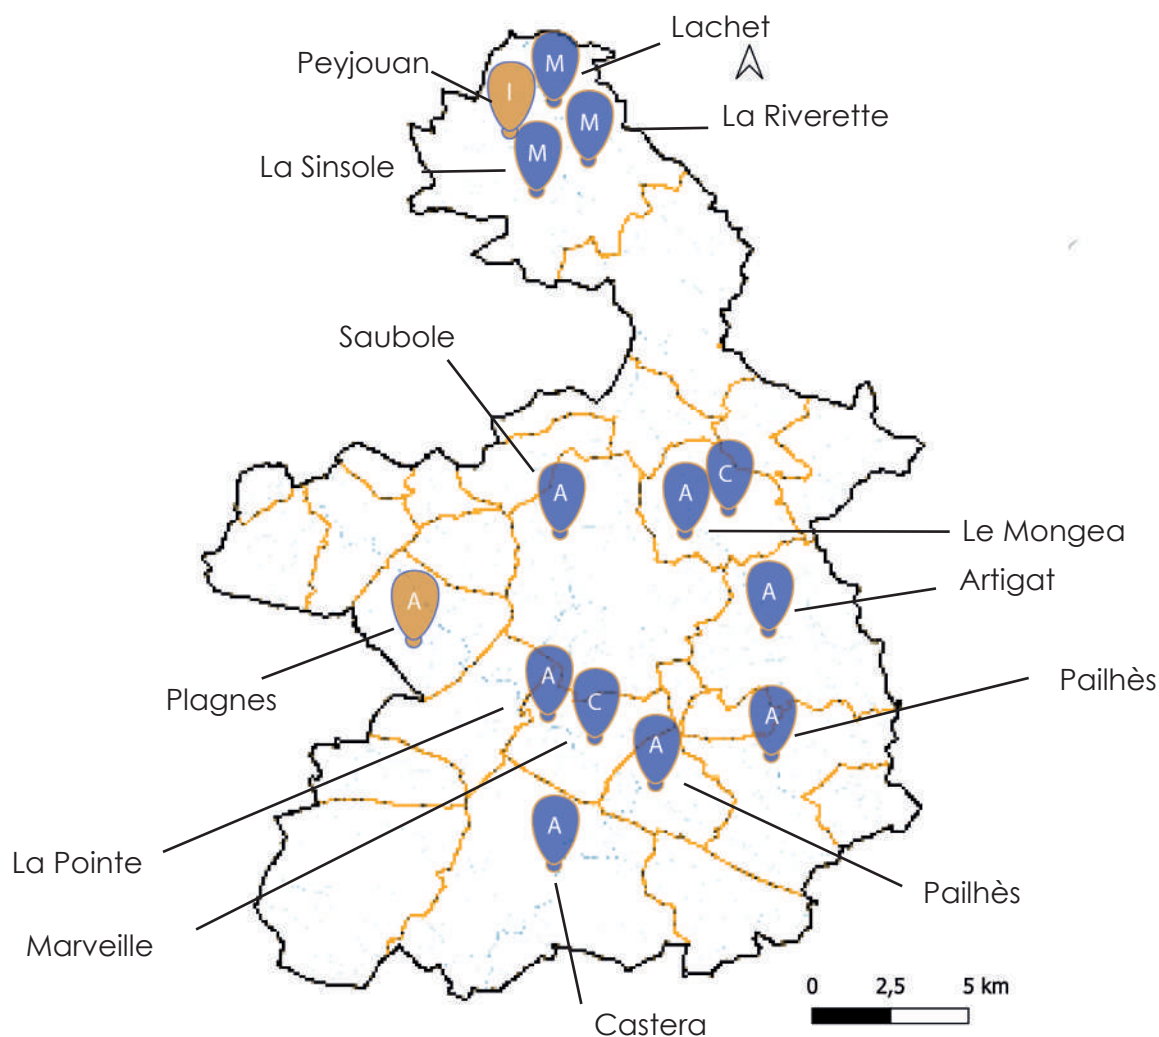 Lachet
Peyjouan
M
I
La Riverette
M
M
La Sinsole
Saubole
C
A
A
Le Mongea
Artigat
A
A
Plagnes
Pailhès
A
C
A
A
La Pointe
A
Pailhès
Marveille
Castera
0 2,5 5 km